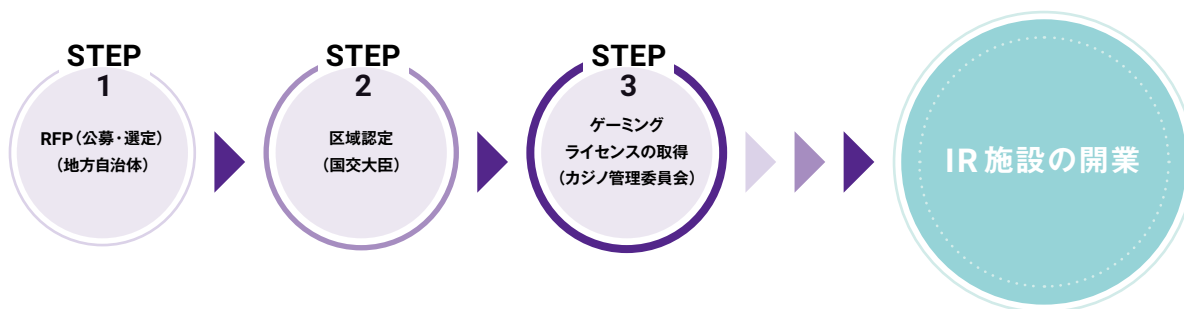 STEP
1
RFP（公募・選定）
（地方自治体）
STEP
2
区域認定
（国交大臣）
STEP
3
ゲーミング
ライセンスの取得
（カジノ管理委員会）
IR 施設の開業